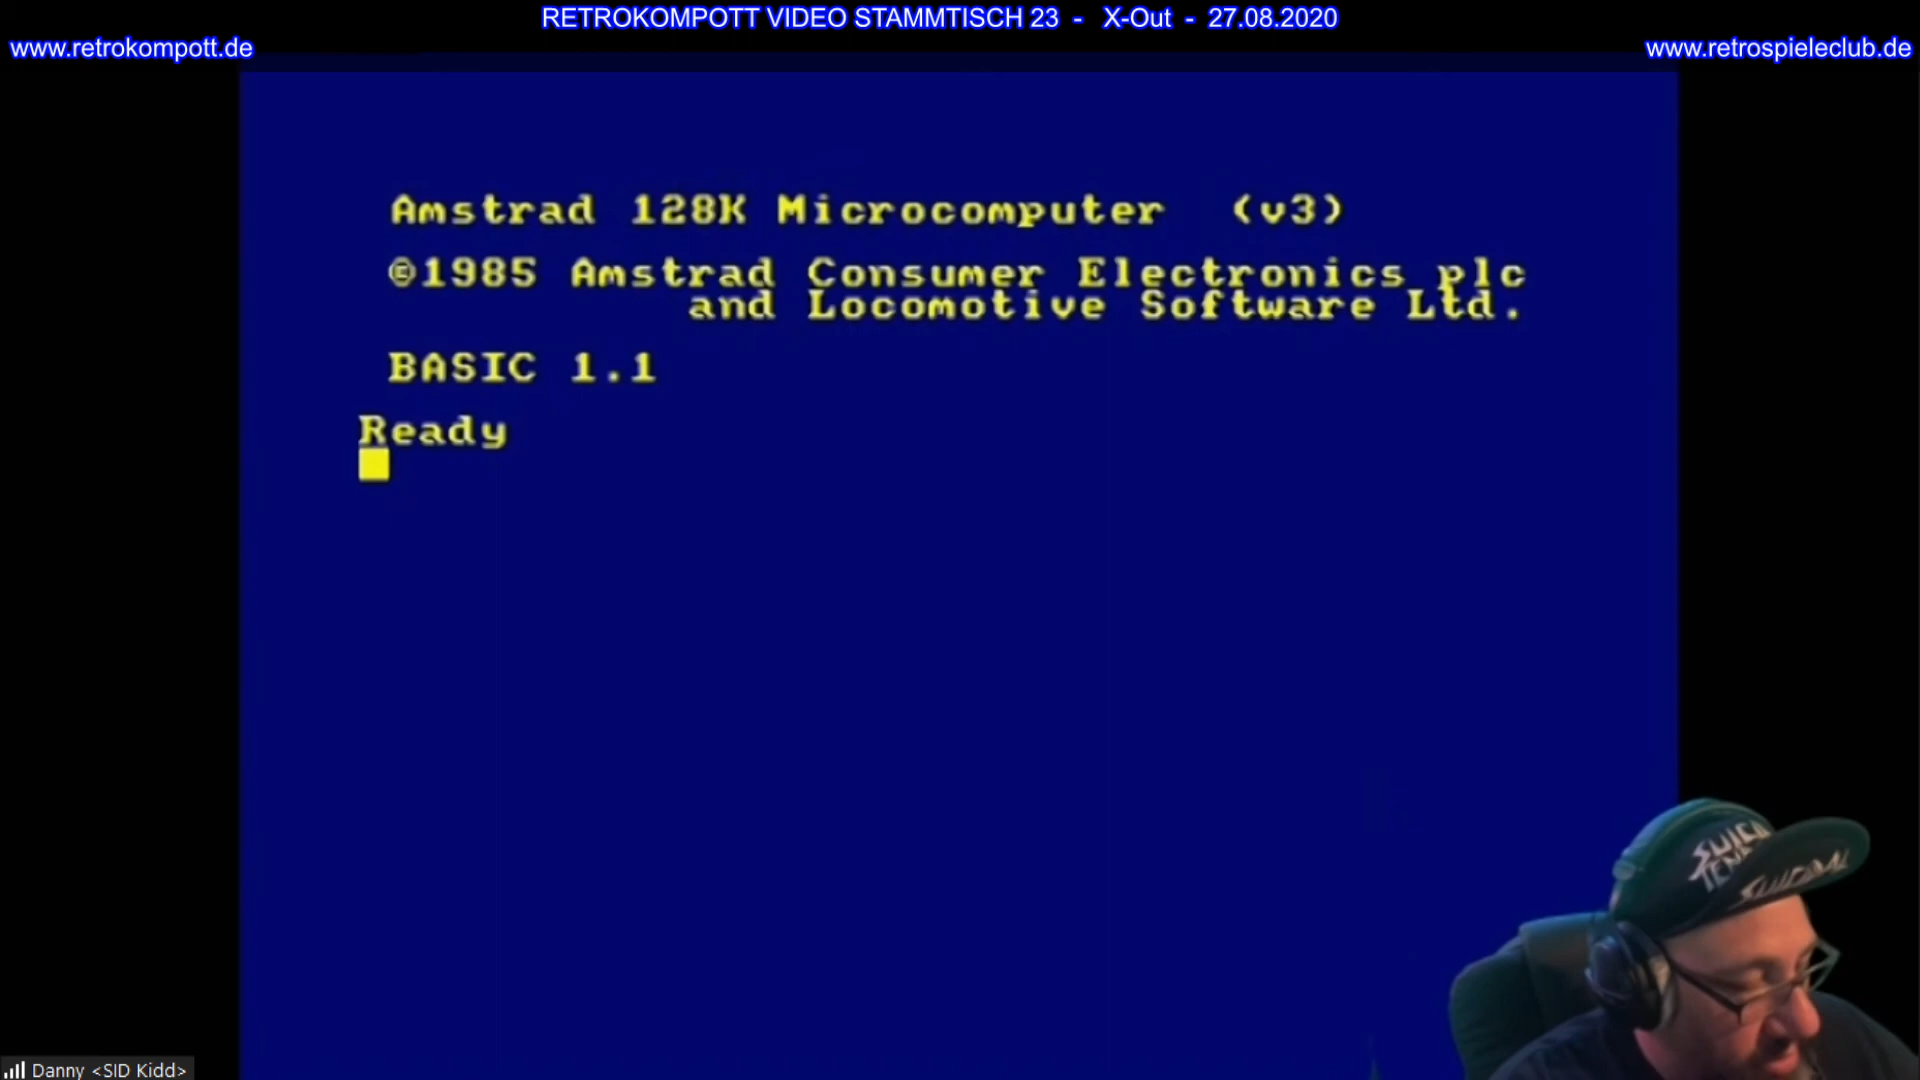 RETROKOMPOTT VIDEO STAMMTISCH 23 - X-Out - 27.08.2020
www.retrokompott.de
www.retrospieleclub.de
Amstrad 128K Microcomputer (v3)
©1985 Amstrad Consumer Electronics plc
and Locomotive Software Ltd.
BASIC 1.1
Ready
SUICIDAL
Danny <SID Kidd>